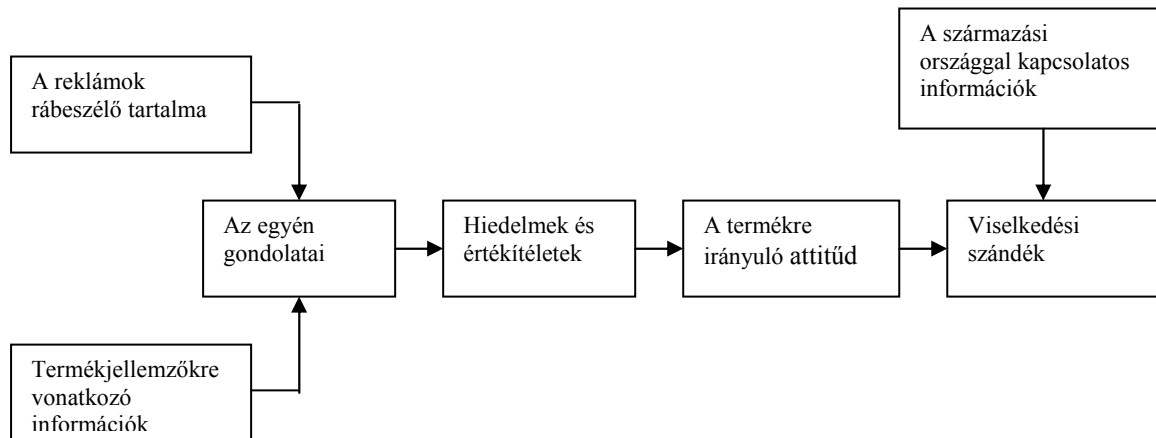 A származási
országgal kapcsolatos
információk
A reklámok
rábeszélő tartalma
Az egyén
gondolatai
Hiedelmek és
értékítéletek
A termékre
irányuló attitűd
Viselkedési
szándék
Termékjellemzőkre
vonatkozó
információk